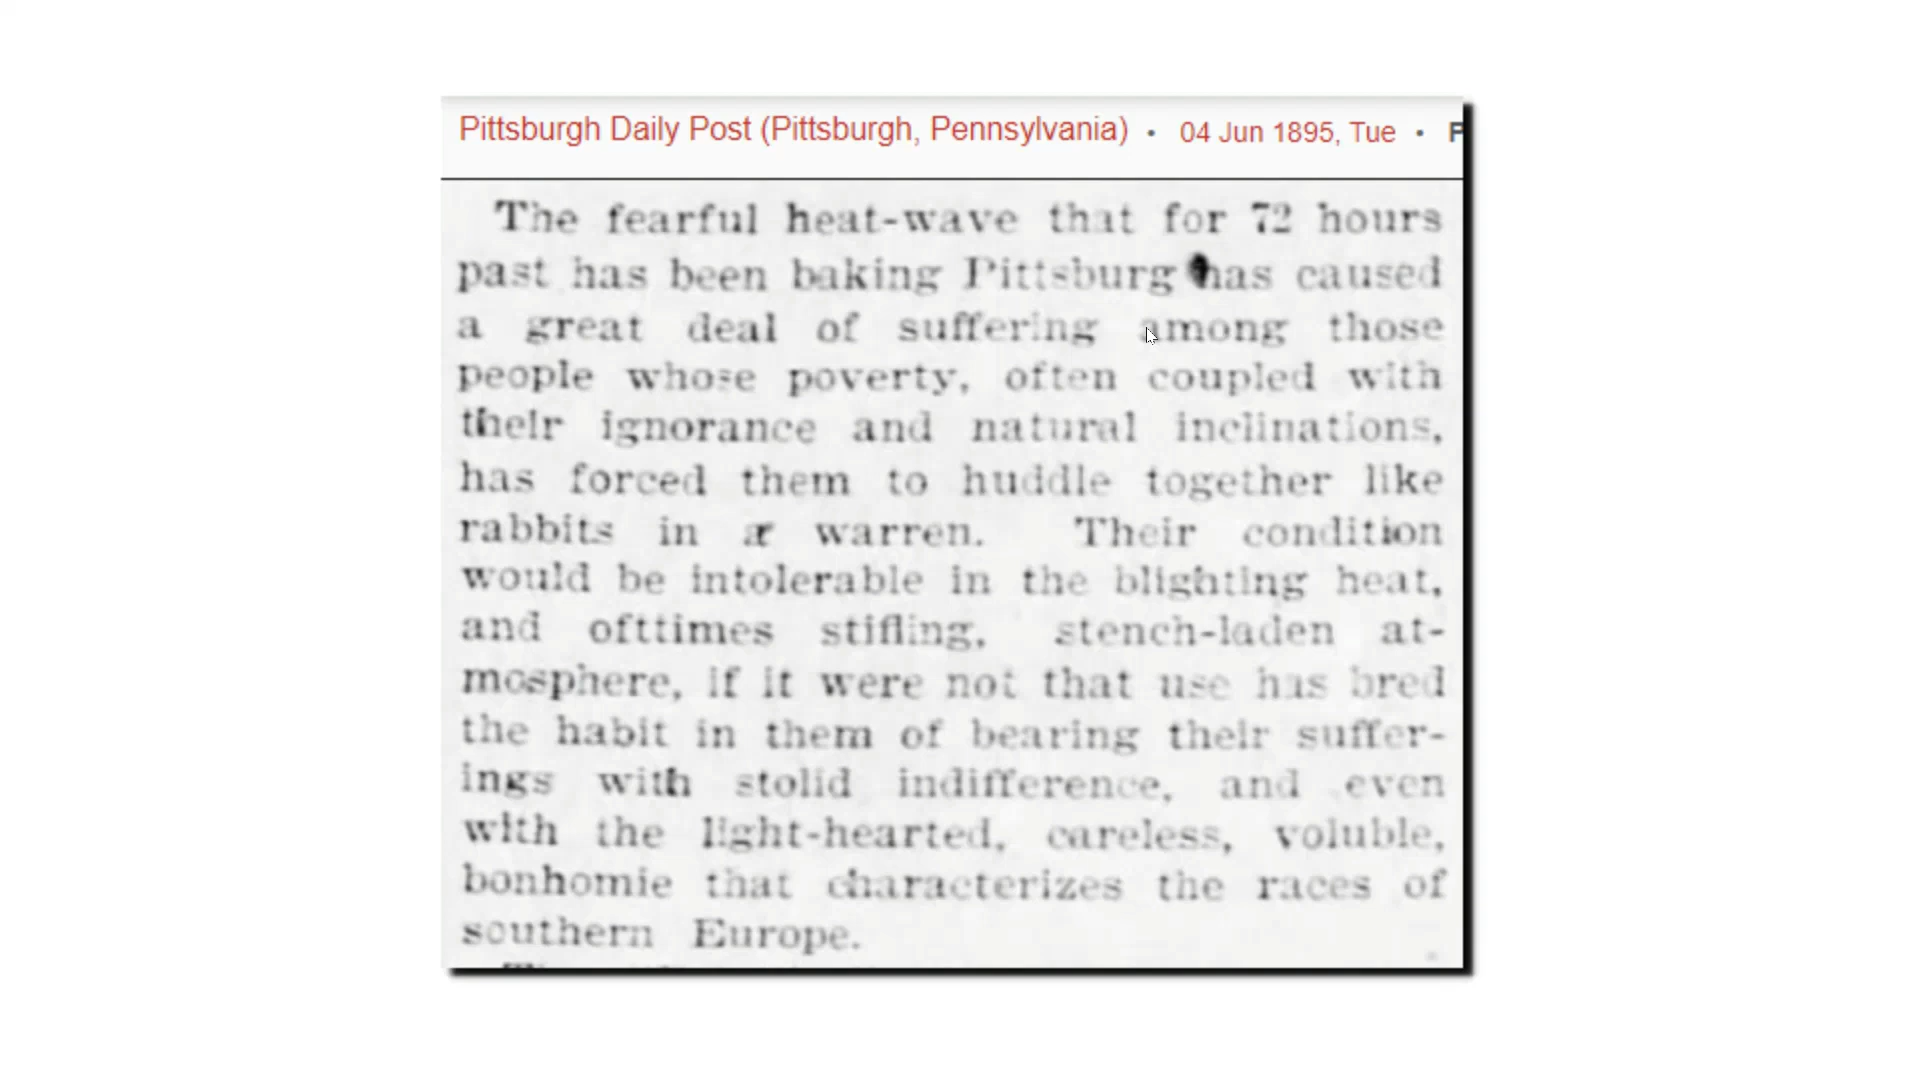 Pittsburgh Daily Post (Pittsburgh, Pennsylvania) • 04 Jun 1895, Tue •
The fearful heat-wave that for 72 hours
past has been baking Pittsburg has caused
a great deal of suffering among those
people whose poverty, often coupled with
their ignorance and natural inclinations,
has forced them to huddle together like
rabbits in a warren. Their condition
would be intolerable in the blighting heat,
and ofttimes stifling, stench-laden at-
mosphere, if it were not that use has bred
the habit in them of bearing their suffer-
ings with stolid indifference, and even
with the light-hearted, careless, voluble,
bonhomie that characterizes the races of
southern Europe.